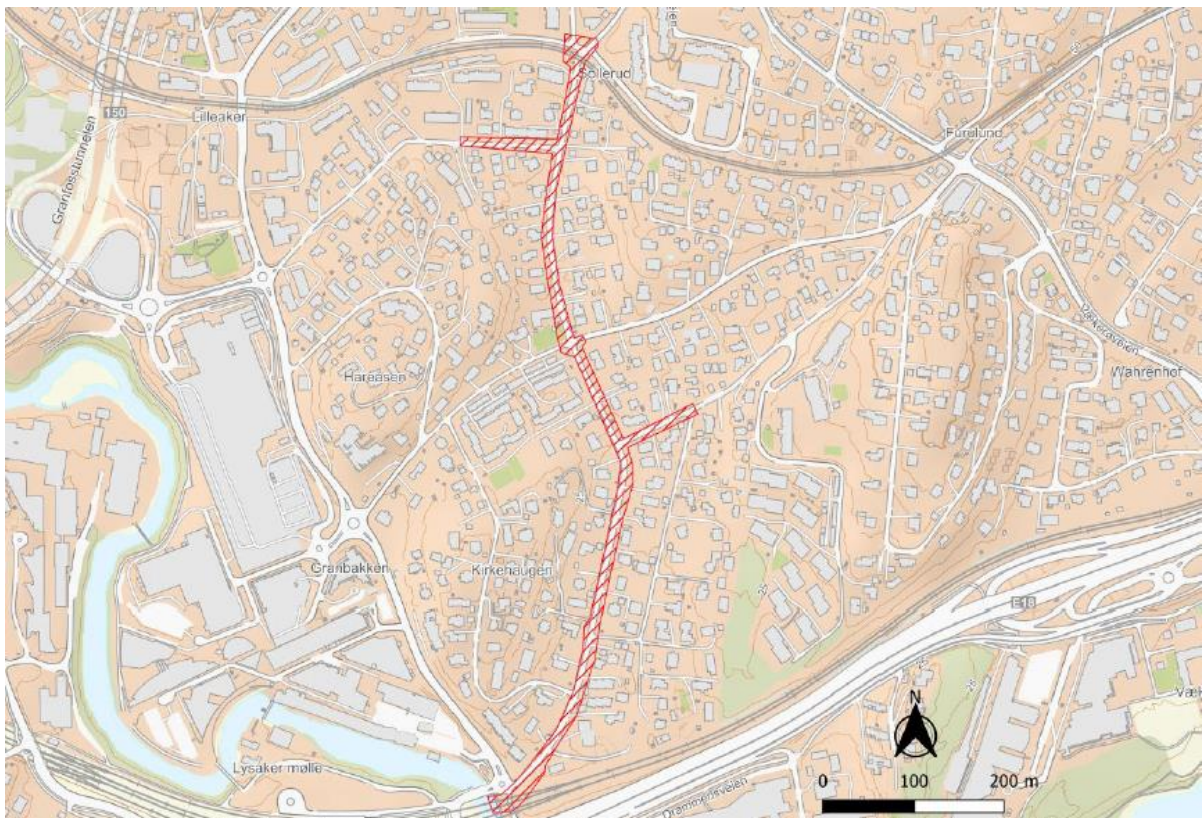 Sollerud
150
Lilleaker
Granfosstunnelen
Furulund
Vækerøveien
Wahrenhof
Hareåsen
Granbakken
Kirkehaugen
E18
N
Lysaker mølle
Drammensveien
0 100 200 m